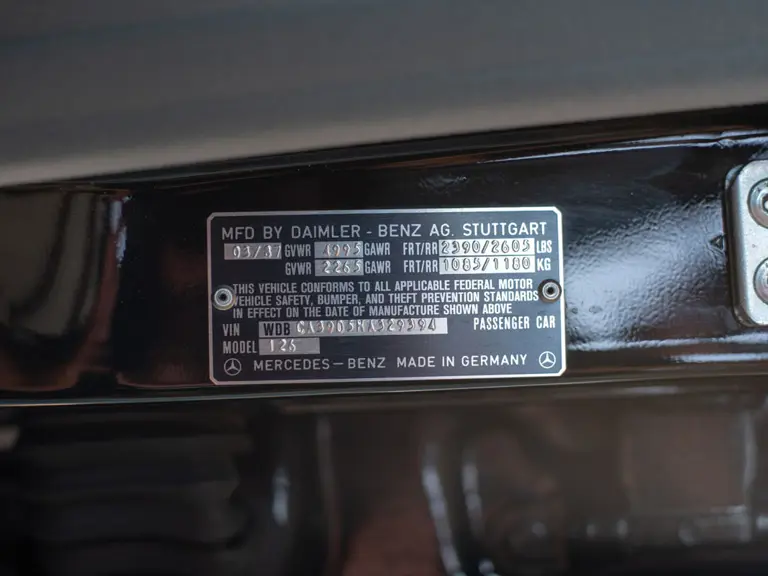 MFD BY DAIMLER - BENZ AG. STUTTGART
03/87 GVWR 4995 GAWR FRT/RR 2390/2605 LBS
GVWR 2265 GAWR FRT/RR 1085/1180 KG
THIS VEHICLE CONFORMS TO ALL APPLICABLE FEDERAL MOTOR
VEHICLE SAFETY, BUMPER, AND THEFT PREVENTION STANDARDS
IN EFFECT ON THE DATE OF MANUFACTURE SHOWN ABOVE
VIN WDB PASSENGER CAR
MODEL 126
MERCEDES-BENZ MADE IN GERMANY